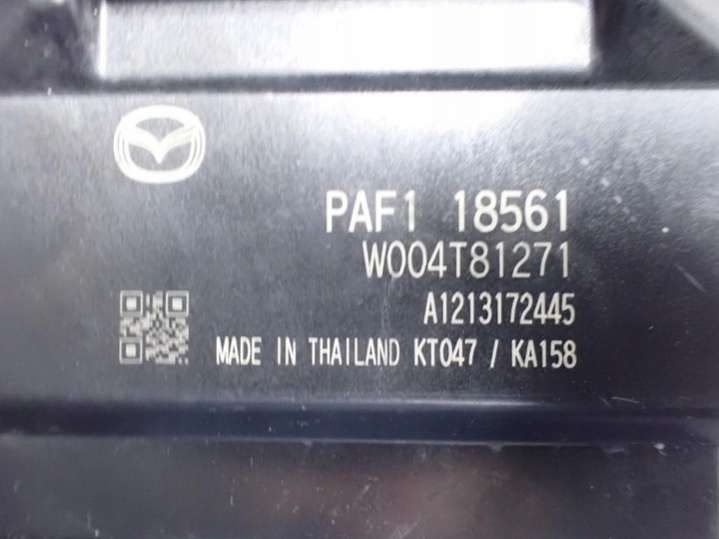 PAF1 18561
W004T81271
A1213172445
MADE IN THAILAND KT047 / KA158